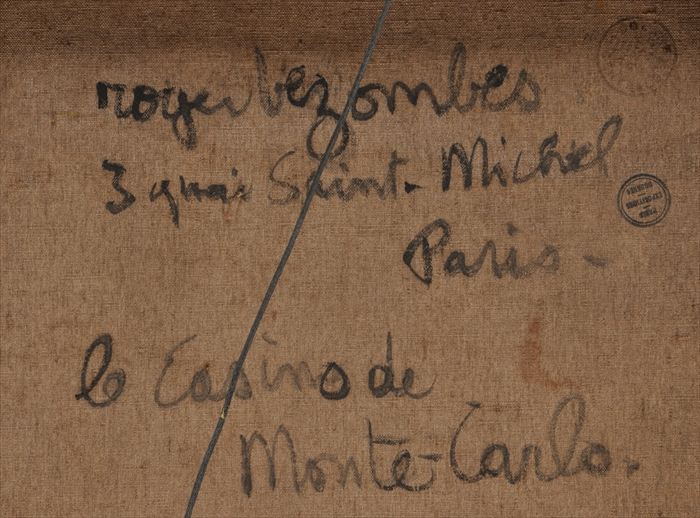 roger bezombes
3 quai Saint-Michel
Paris -
le Casino de
Monte-Carlo.